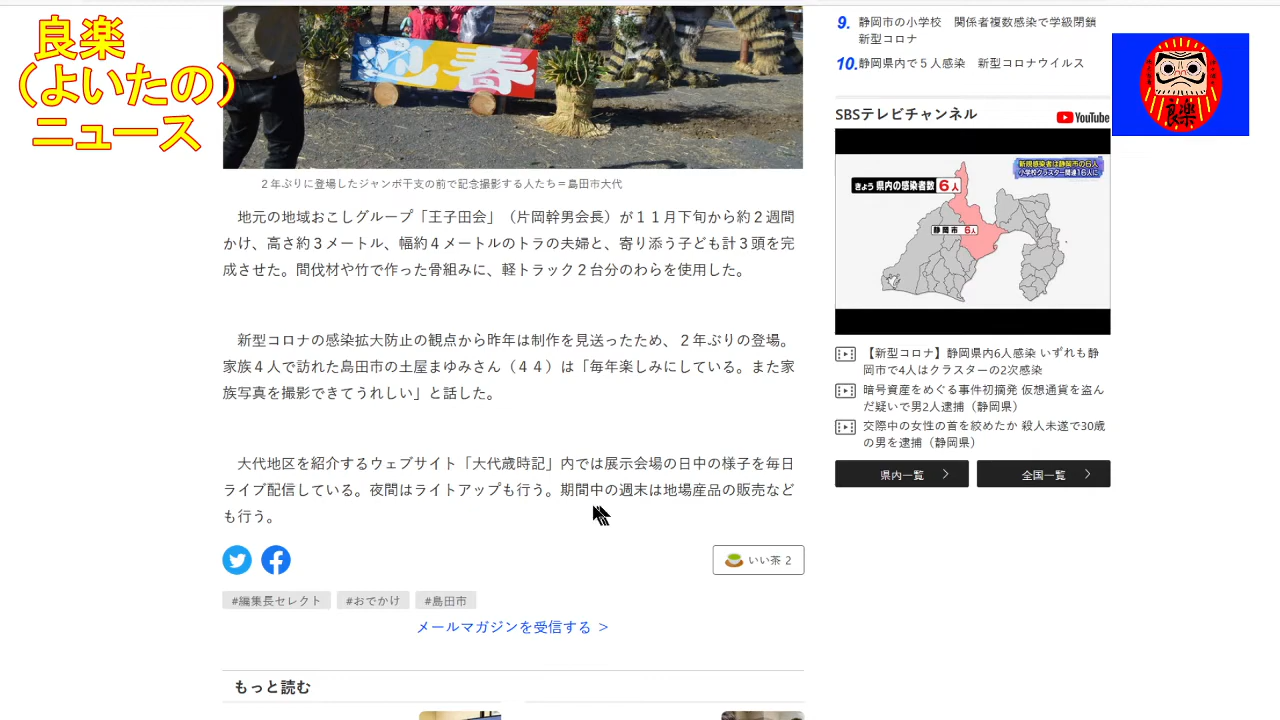 良楽
(よいたの)
ニュース
迎春
２年ぶりに登場したジャンボ干支の前で記念撮影する人たち＝島田市大代
地元の地域おこしグループ「王子田会」（片岡幹男会長）が１１月下旬から約２週間
かけ、高さ約３メートル、幅約４メートルのトラの夫婦と、寄り添う子ども計３頭を完
成させた。間伐材や竹で作った骨組みに、軽トラック２台分のわらを使用した。
新型コロナの感染拡大防止の観点から昨年は制作を見送ったため、２年ぶりの登場。
家族４人で訪れた島田市の土屋まゆみさん（４４）は「毎年楽しみにしている。また家
族写真を撮影できてうれしい」と話した。
大代地区を紹介するウェブサイト「大代歳時記」内では展示会場の日中の様子を毎日
ライブ配信している。夜間はライトアップも行う。期間中の週末は地場産品の販売など
も行う。
いい茶 2
#編集長セレクト #おでかけ #島田市
メールマガジンを受信する >
もっと読む
9. 静岡市の小学校　関係者複数感染で学級閉鎖
新型コロナ
10. 静岡県内で５人感染　新型コロナウイルス
SBSテレビチャンネル
YouTube
新規感染者は静岡市の6人
小学校クラスター関連16人に
きょう 県内の感染者数 6人
静岡市 6人
【新型コロナ】静岡県内6人感染 いずれも静
岡市で4人はクラスターの2次感染
暗号資産をめぐる事件初摘発 仮想通貨を盗ん
だ疑いで男2人逮捕（静岡県）
交際中の女性の首を絞めたか 殺人未遂で30歳
の男を逮捕（静岡県）
県内一覧
全国一覧
良楽